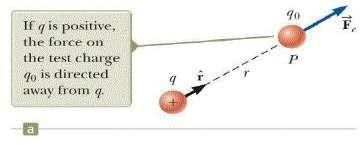 If q is positive,
the force on
the test charge
q₀ is directed
away from q.
q₀
F⃗ₑ
P
r̂
q
r
+
a